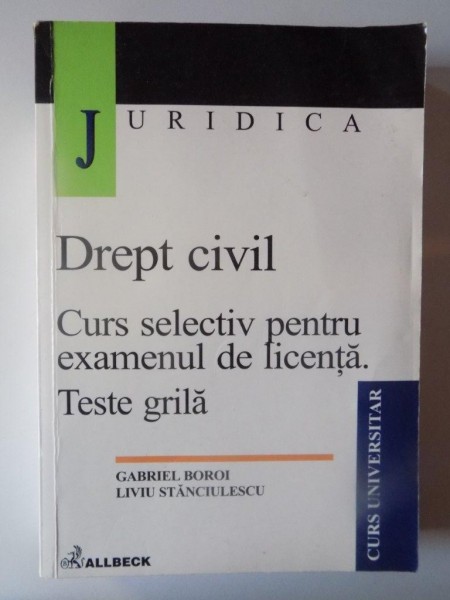 JURIDICA
Drept civil
Curs selectiv pentru
examenul de licență.
Teste grilă
GABRIEL BOROI
LIVIU STĂNCIULESCU
CURS UNIVERSITAR
ALLBECK